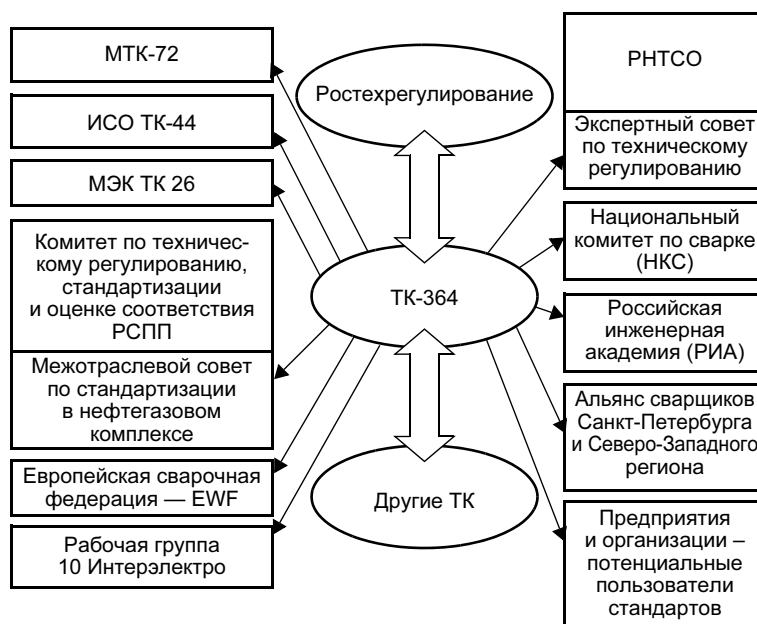 МТК-72
ИСО ТК-44
МЭК ТК 26
Комитет по техничес-
кому регулированию,
стандартизации
и оценке соответствия
РСПП
Межотраслевой совет
по стандартизации
в нефтегазовом
комплексе
Европейская сварочная
федерация — EWF
Рабочая группа
10 Интерэлектро
Ростехрегулирование
ТК-364
Другие ТК
РНТСО
Экспертный совет
по техническому
регулированию
Национальный
комитет по сварке
(НКС)
Российская
инженерная
академия (РИА)
Альянс сварщиков
Санкт-Петербурга
и Северо-Западного
региона
Предприятия
и организации –
потенциальные
пользователи
стандартов